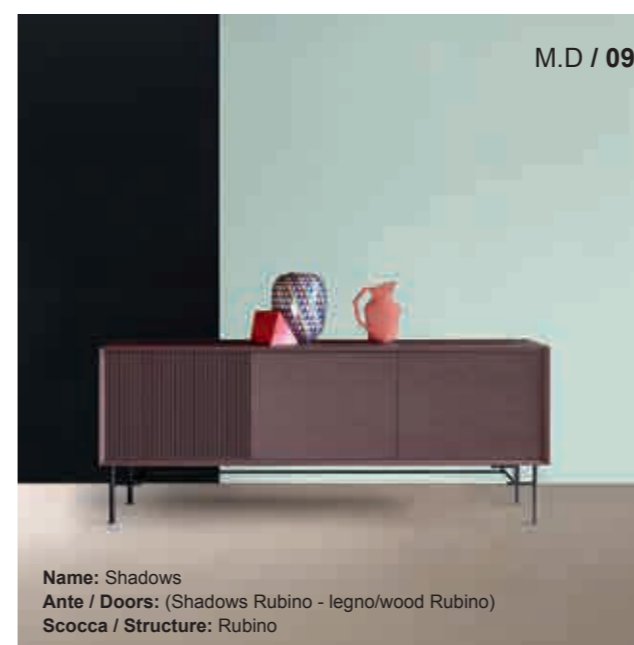 M.D / 09
Name: Shadows
Ante / Doors: (Shadows Rubino - legno/wood Rubino)
Scocca / Structure: Rubino